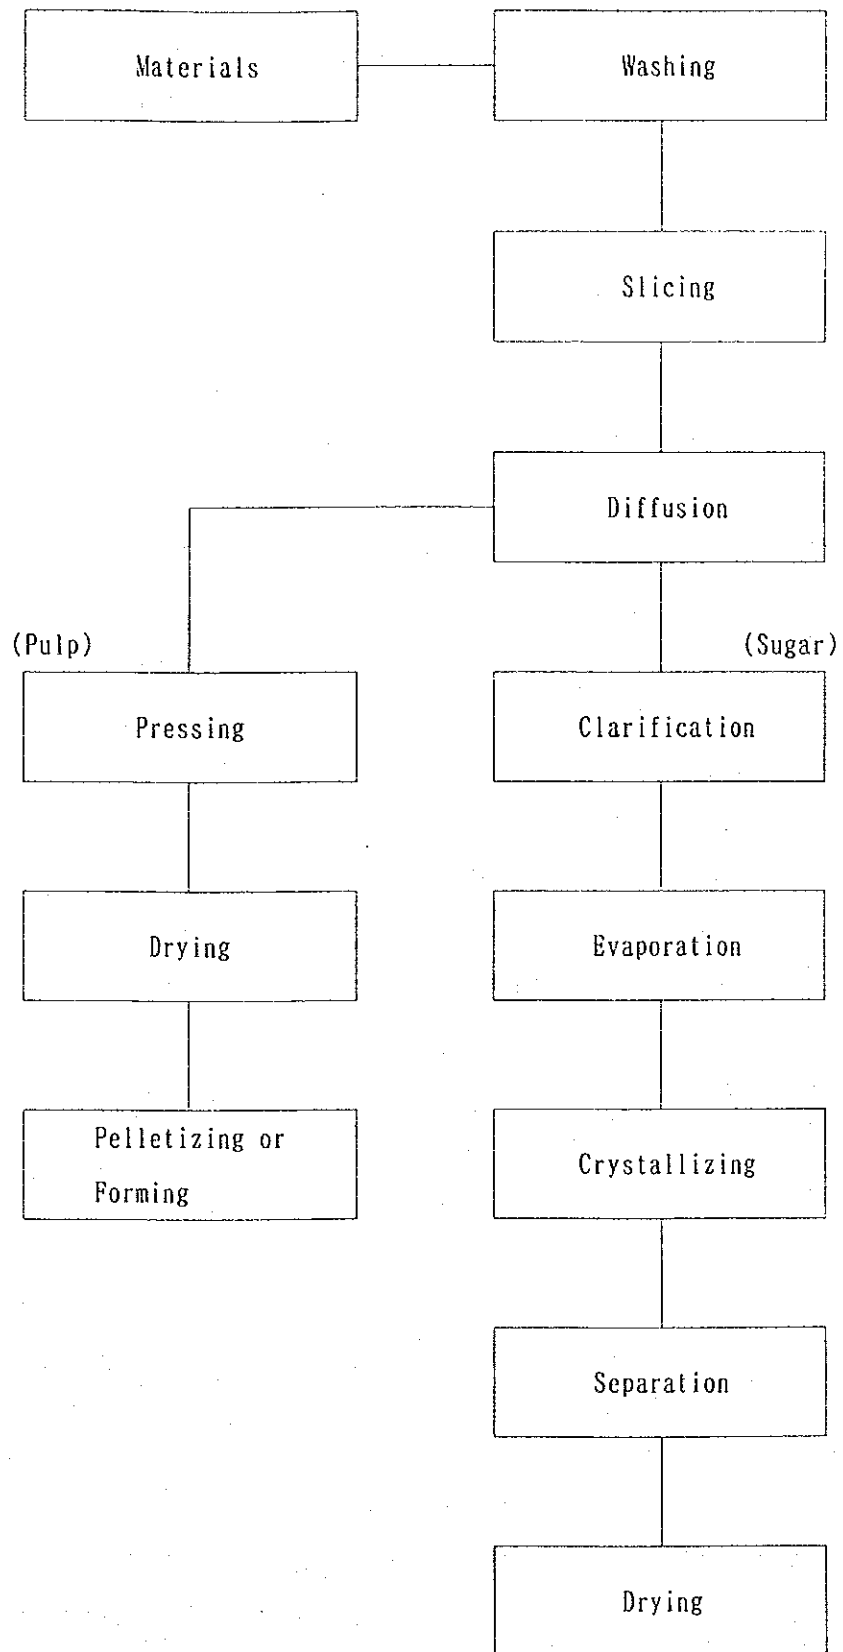 Materials
Washing
Slicing
Diffusion
(Pulp)
(Sugar)
Pressing
Clarification
Drying
Evaporation
Pelletizing or
Forming
Crystallizing
Separation
Drying